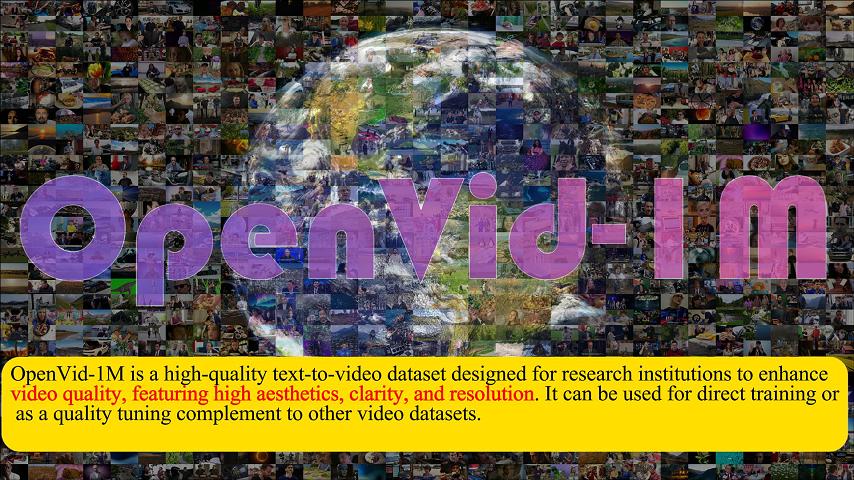 OpenVid-1M
OpenVid-1M is a high-quality text-to-video dataset designed for research institutions to enhance
video quality, featuring high aesthetics, clarity, and resolution. It can be used for direct training or
as a quality tuning complement to other video datasets.